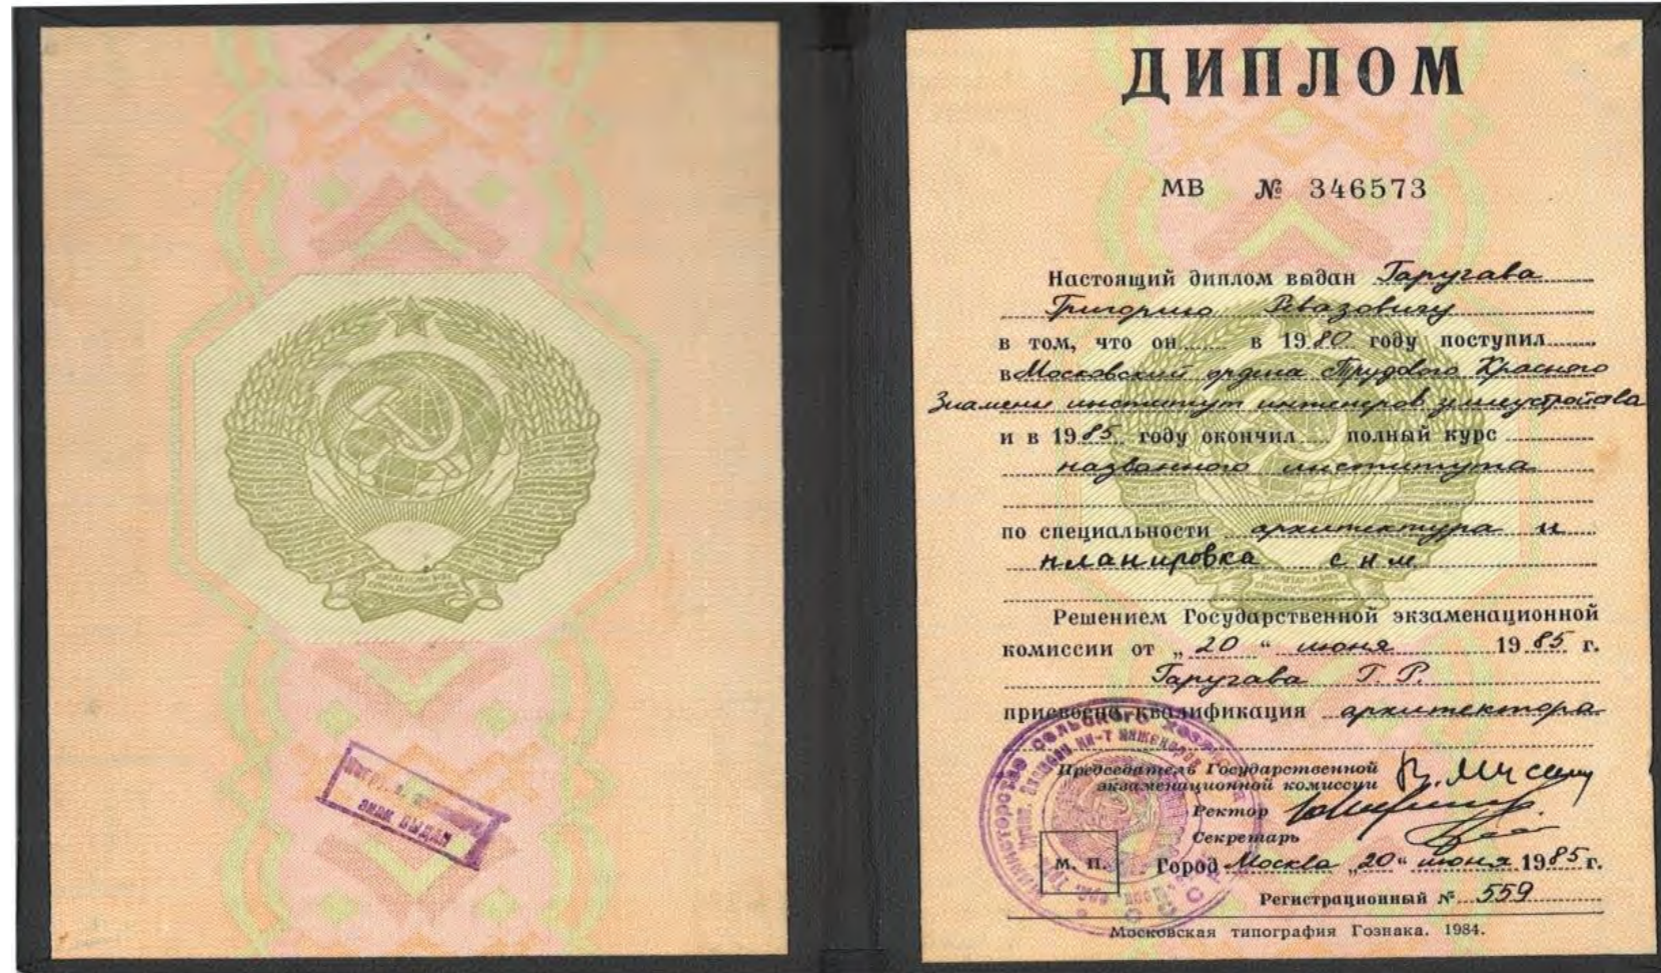 знак выдан
ДИПЛОМ
МВ № 346573
Настоящий диплом выдан Гаругава
Григорию Ревазовичу
в том, что он в 1980 году поступил
в Московский ордена Трудового Красного
Знамени институт инженеров землеустройства
и в 1985 году окончил полный курс
названного института
по специальности архитектура и
планировка с н м
Решением Государственной экзаменационной
комиссии от „20“ июня 1985 г.
Гаругава Г. Р.
присвоена квалификация архитектора
Председатель Государственной
экзаменационной комиссии
Ректор
Секретарь
М. П. Город Москва „20“ июня 1985 г.
Регистрационный № 559
Московская типография Гознака. 1984.